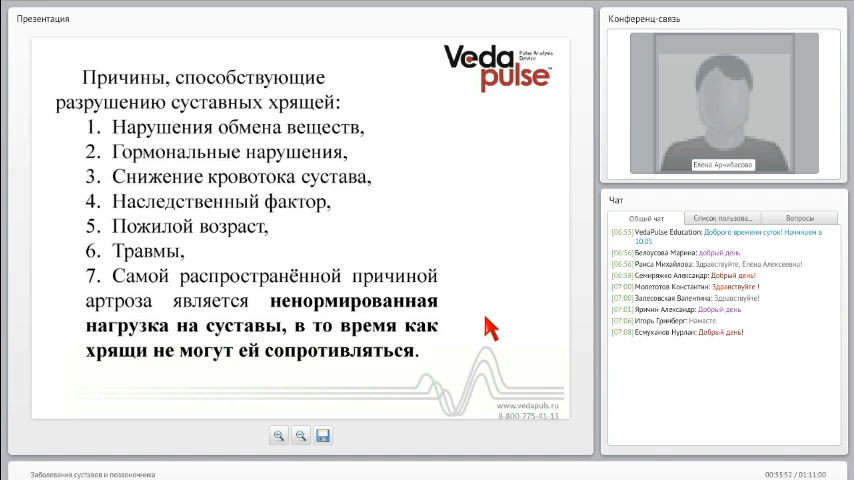 Презентация
Veda
pulse™
Pulse Analysis
Device
Причины, способствующие
разрушению суставных хрящей:
1. Нарушения обмена веществ,
2. Гормональные нарушения,
3. Снижение кровотока сустава,
4. Наследственный фактор,
5. Пожилой возраст,
6. Травмы,
7. Самой распространённой причиной
артроза является ненормированная
нагрузка на суставы, в то время как
хрящи не могут ей сопротивляться.
www.vedapuls.ru
8-800-775-41-13
Конференц-связь
Елена Арчибасова
Чат
Общий чат
Список пользова...
Вопросы
[06:55] VedaPulse Education: Доброго времени суток! Начинаем в
10.05
[06:56] Белоусова Марина: добрый день
[06:56] Раиса Михайлова: Здравствуйте, Елена Алексеевна!
[06:58] Семиряжко Александр: Добрый день!
[07:00] Молетотов Константин: Здравствуйте !
[07:00] Залесовская Валентина: Здравствуйте!
[07:01] Яричин Александр: Добрый день
[07:06] Игорь Гринберг: Намасте,
[07:08] Есмуханов Нурлан: Добрый день!
Заболевания суставов и позвоночника
00:55:52 / 01:11:00